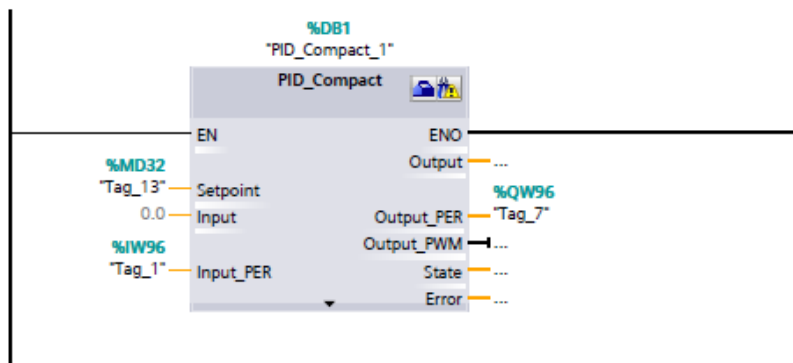 %DB1
"PID_Compact_1"
PID_Compact
EN
ENO
Output
...
%MD32
"Tag_13"
Setpoint
0.0
Input
%QW96
Output_PER
"Tag_7"
Output_PWM
...
%IW96
"Tag_1"
Input_PER
State
...
Error
...